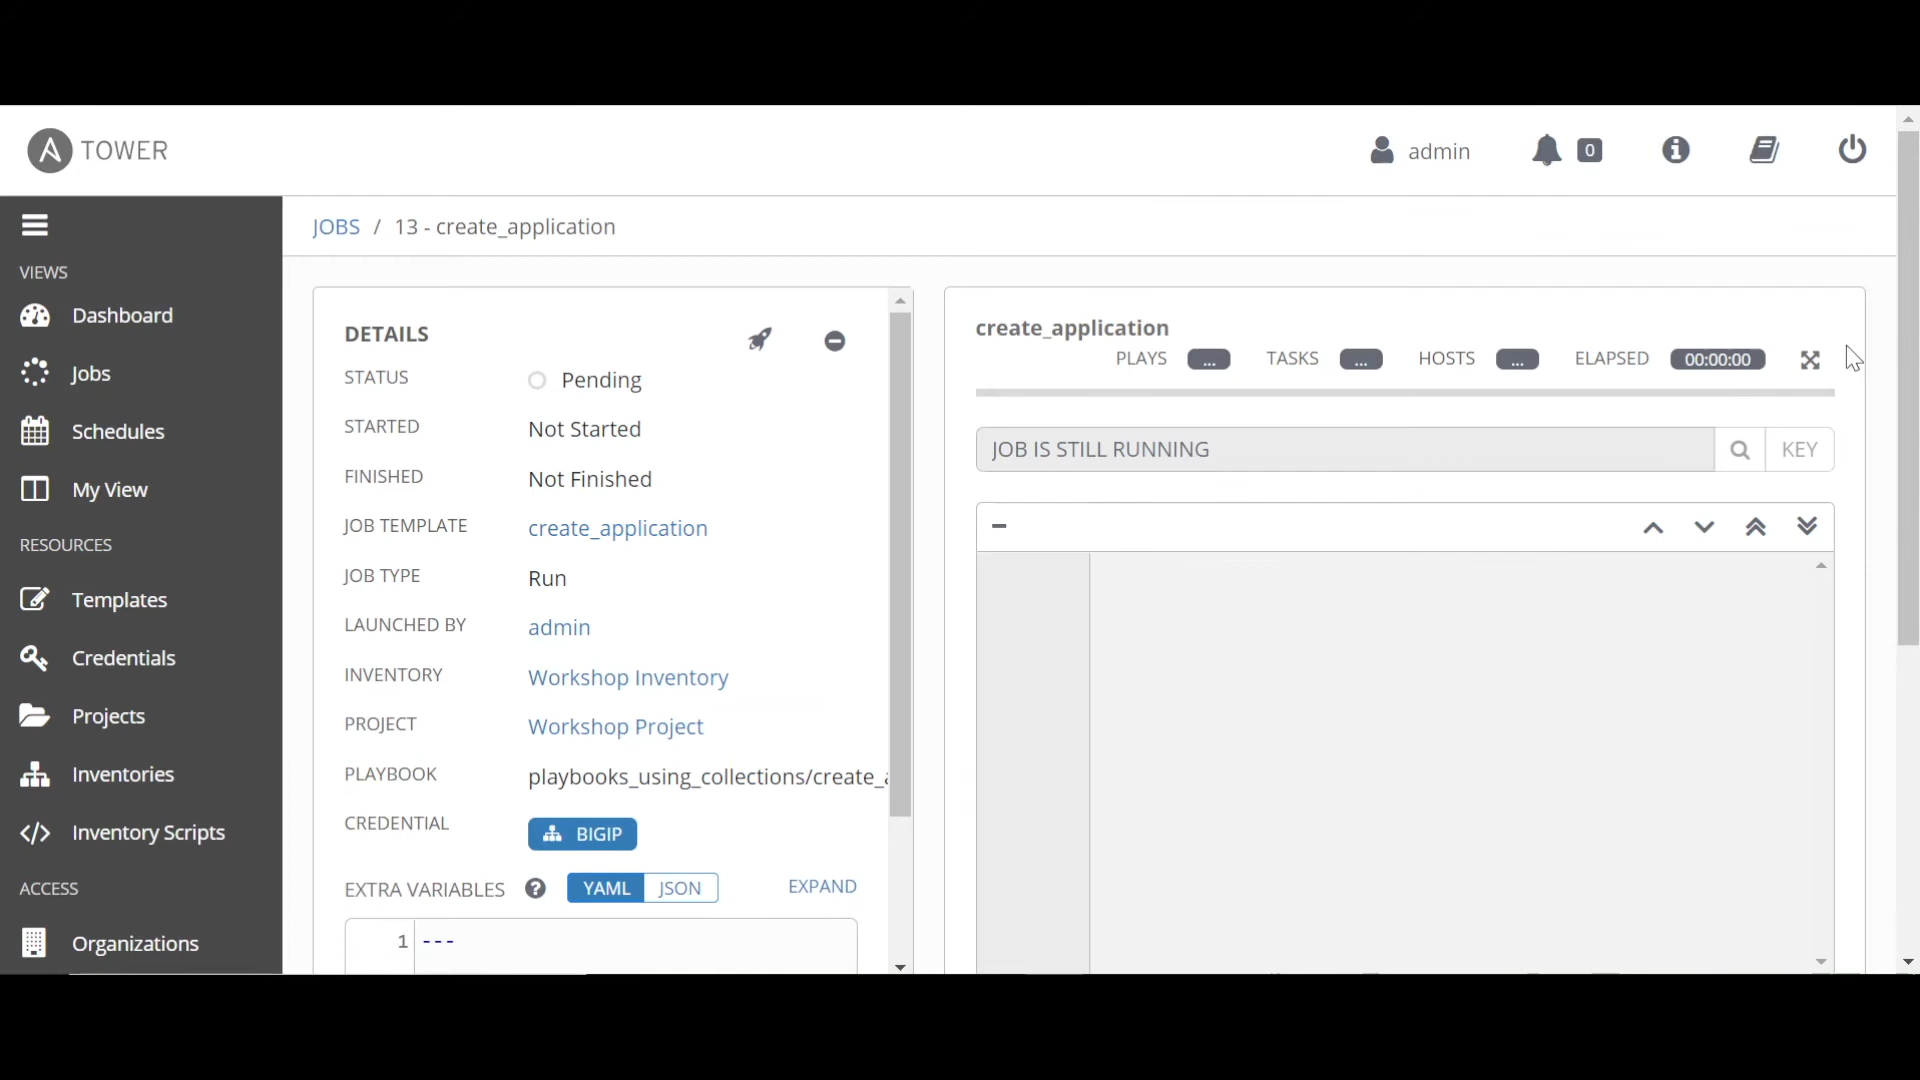 TOWER
admin
0
JOBS / 13 - create_application
VIEWS
Dashboard
Jobs
Schedules
My View
RESOURCES
Templates
Credentials
Projects
Inventories
Inventory Scripts
ACCESS
Organizations
DETAILS
STATUS Pending
STARTED Not Started
FINISHED Not Finished
JOB TEMPLATE create_application
JOB TYPE Run
LAUNCHED BY admin
INVENTORY Workshop Inventory
PROJECT Workshop Project
PLAYBOOK playbooks_using_collections/create_a
CREDENTIAL BIGIP
EXTRA VARIABLES ? YAML JSON EXPAND
1 ---
create_application
PLAYS ... TASKS ... HOSTS ... ELAPSED 00:00:00
JOB IS STILL RUNNING KEY